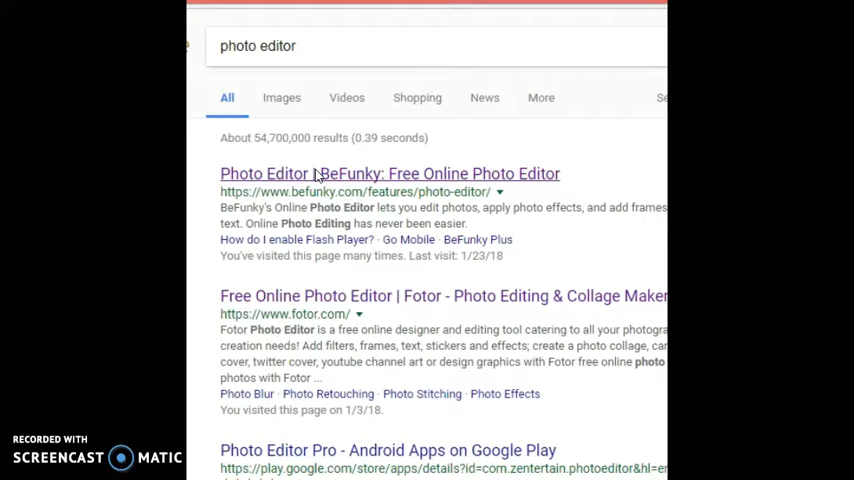 photo editor
All Images Videos Shopping News More Se
About 54,700,000 results (0.39 seconds)
Photo Editor | BeFunky: Free Online Photo Editor
https://www.befunky.com/features/photo-editor/
BeFunky's Online Photo Editor lets you edit photos, apply photo effects, and add frames
text. Online Photo Editing has never been easier.
How do I enable Flash Player? · Go Mobile · BeFunky Plus
You've visited this page many times. Last visit: 1/23/18
Free Online Photo Editor | Fotor - Photo Editing & Collage Maker
https://www.fotor.com/
Fotor Photo Editor is a free online designer and editing tool catering to all your photogra
creation needs! Add filters, frames, text, stickers and effects; create a photo collage, car
cover, twitter cover, youtube channel art or design graphics with Fotor free online photo
photos with Fotor ...
Photo Blur · Photo Retouching · Photo Stitching · Photo Effects
You visited this page on 1/3/18.
Photo Editor Pro - Android Apps on Google Play
https://play.google.com/store/apps/details?id=com.zentertain.photoeditor&hl=en
RECORDED WITH
SCREENCAST MATIC